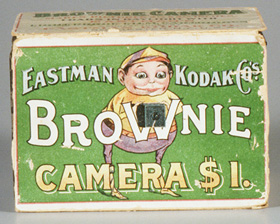 BROWNIE CAMERA
EASTMAN KODAK CO'S
BROWNIE
CAMERA $1.